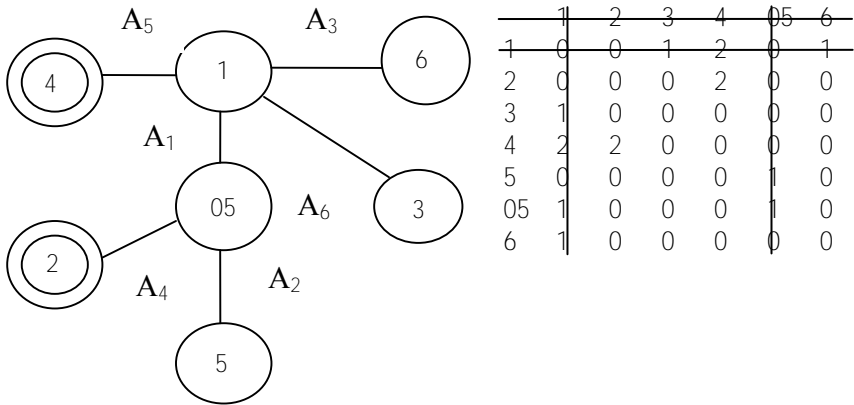 A5 A3
4 1 6
A1
05 A6 3
2
A4 A2
5
1 2 3 4 05 6
1 0 0 1 2 0 1
2 0 0 0 2 0 0
3 1 0 0 0 0 0
4 2 2 0 0 0 0
5 0 0 0 0 1 0
05 1 0 0 0 1 0
6 1 0 0 0 0 0